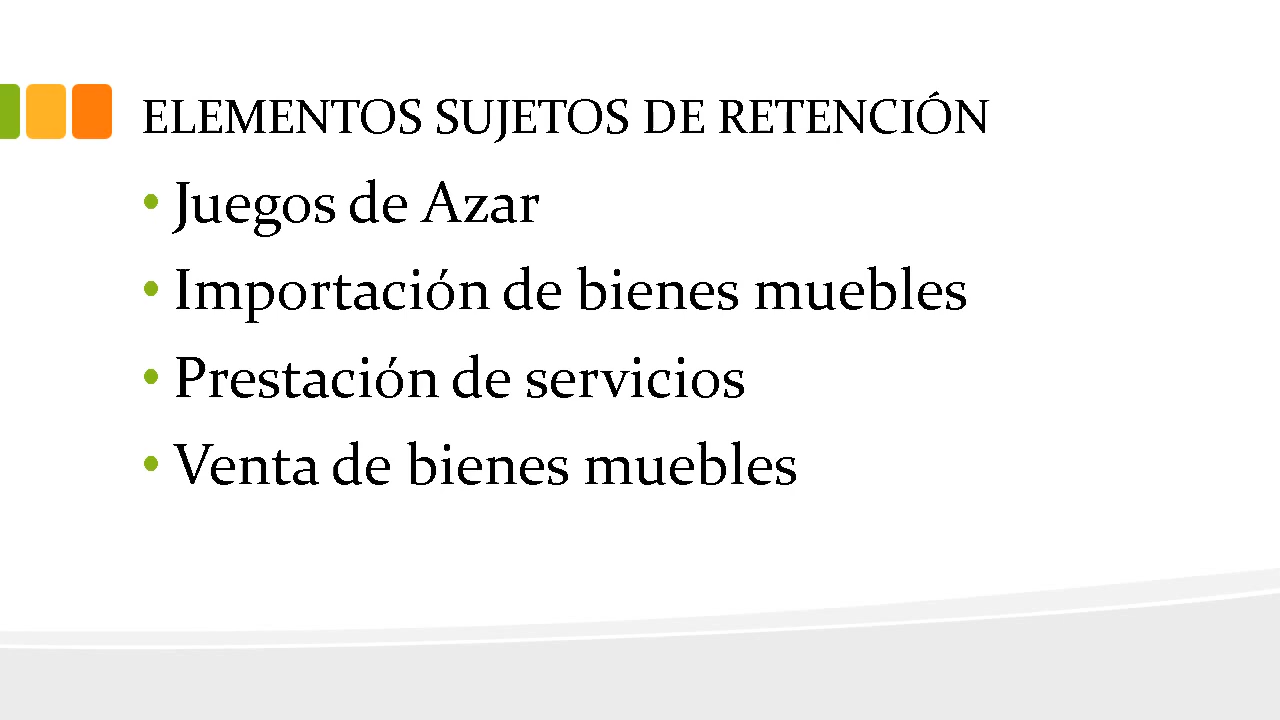 ELEMENTOS SUJETOS DE RETENCIÓN
• Juegos de Azar
• Importación de bienes muebles
• Prestación de servicios
• Venta de bienes muebles